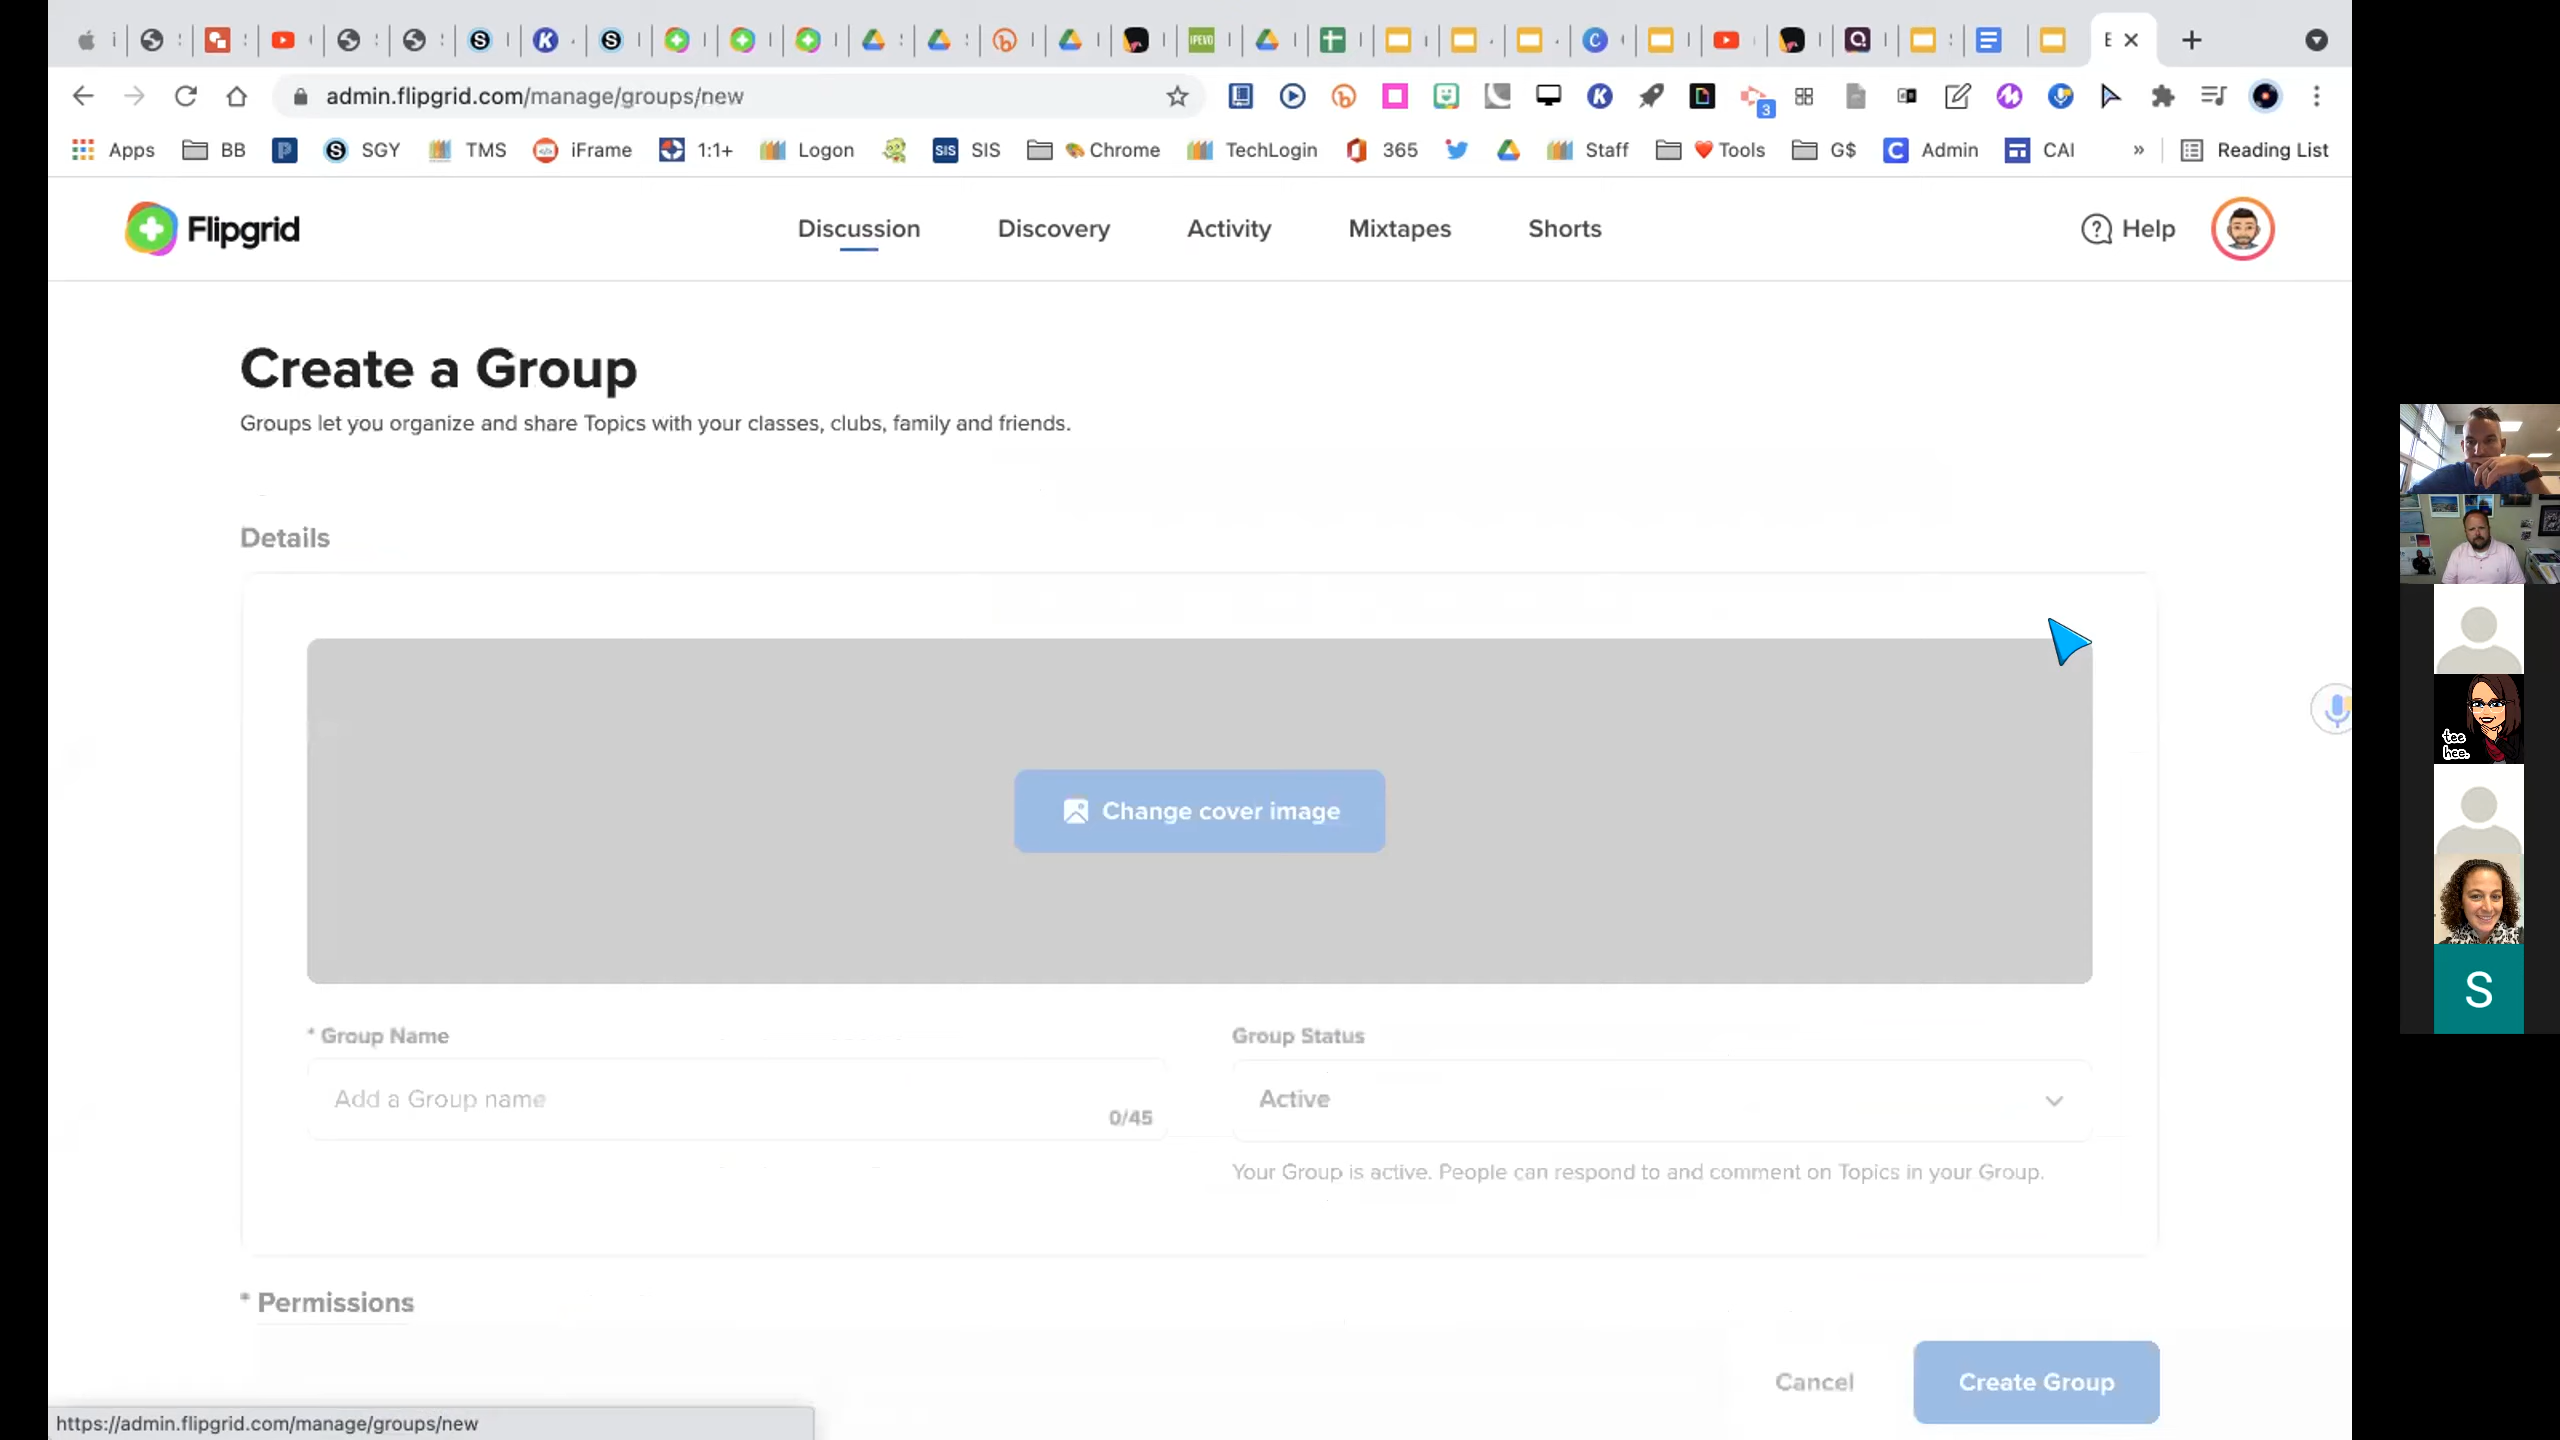 admin.flipgrid.com/manage/groups/new
3
Apps BB SGY TMS iFrame 1:1+ Logon SIS SIS Chrome TechLogin 365 Staff Tools G$ Admin CAI » Reading List
Flipgrid Discussion Discovery Activity Mixtapes Shorts Help
Create a Group
Groups let you organize and share Topics with your classes, clubs, family and friends.
Details
Change cover image
* Group Name
Group Status
Add a Group name
0/45
Active
Your Group is active. People can respond to and comment on Topics in your Group.
* Permissions
Cancel
Create Group
https://admin.flipgrid.com/manage/groups/new
tee
hee.
S